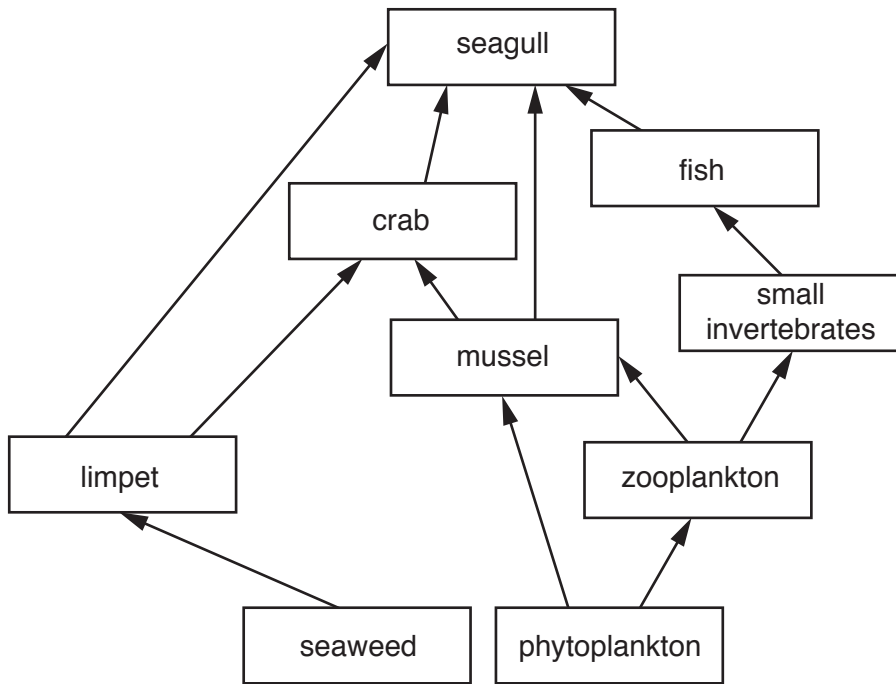 seagull
fish
crab
small
invertebrates
mussel
limpet
zooplankton
seaweed
phytoplankton